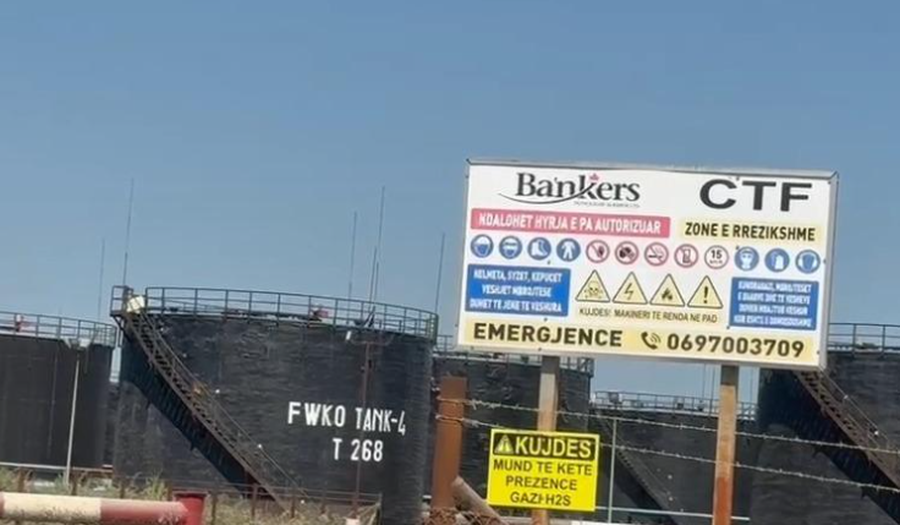 Bankers
CTF
NDALOHET HYRJA E PA AUTORIZUAR
ZONE E RREZIKSHME
15
HELMETA, SYZET, KEPUCET
VESHJET MBROJTESE
DUHET TE JENE TE VESHURA
KUJDES! MAKINERI TE RENDA NE PAD
EMERGJENCE 0697003709
FWKO TANK-4
T 268
KUJDES
MUND TE KETE
PREZENCE
GAZI-H2S